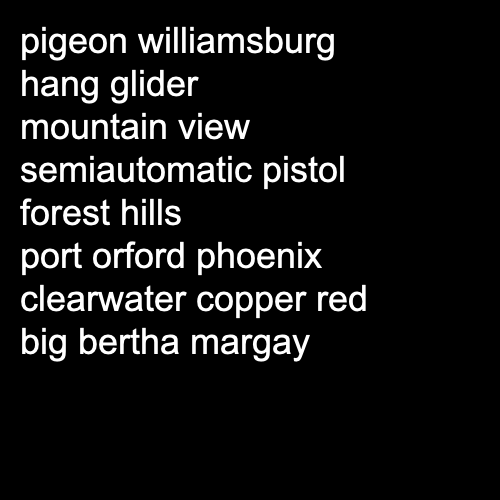 pigeon williamsburg
hang glider
mountain view
semiautomatic pistol
forest hills
port orford phoenix
clearwater copper red
big bertha margay